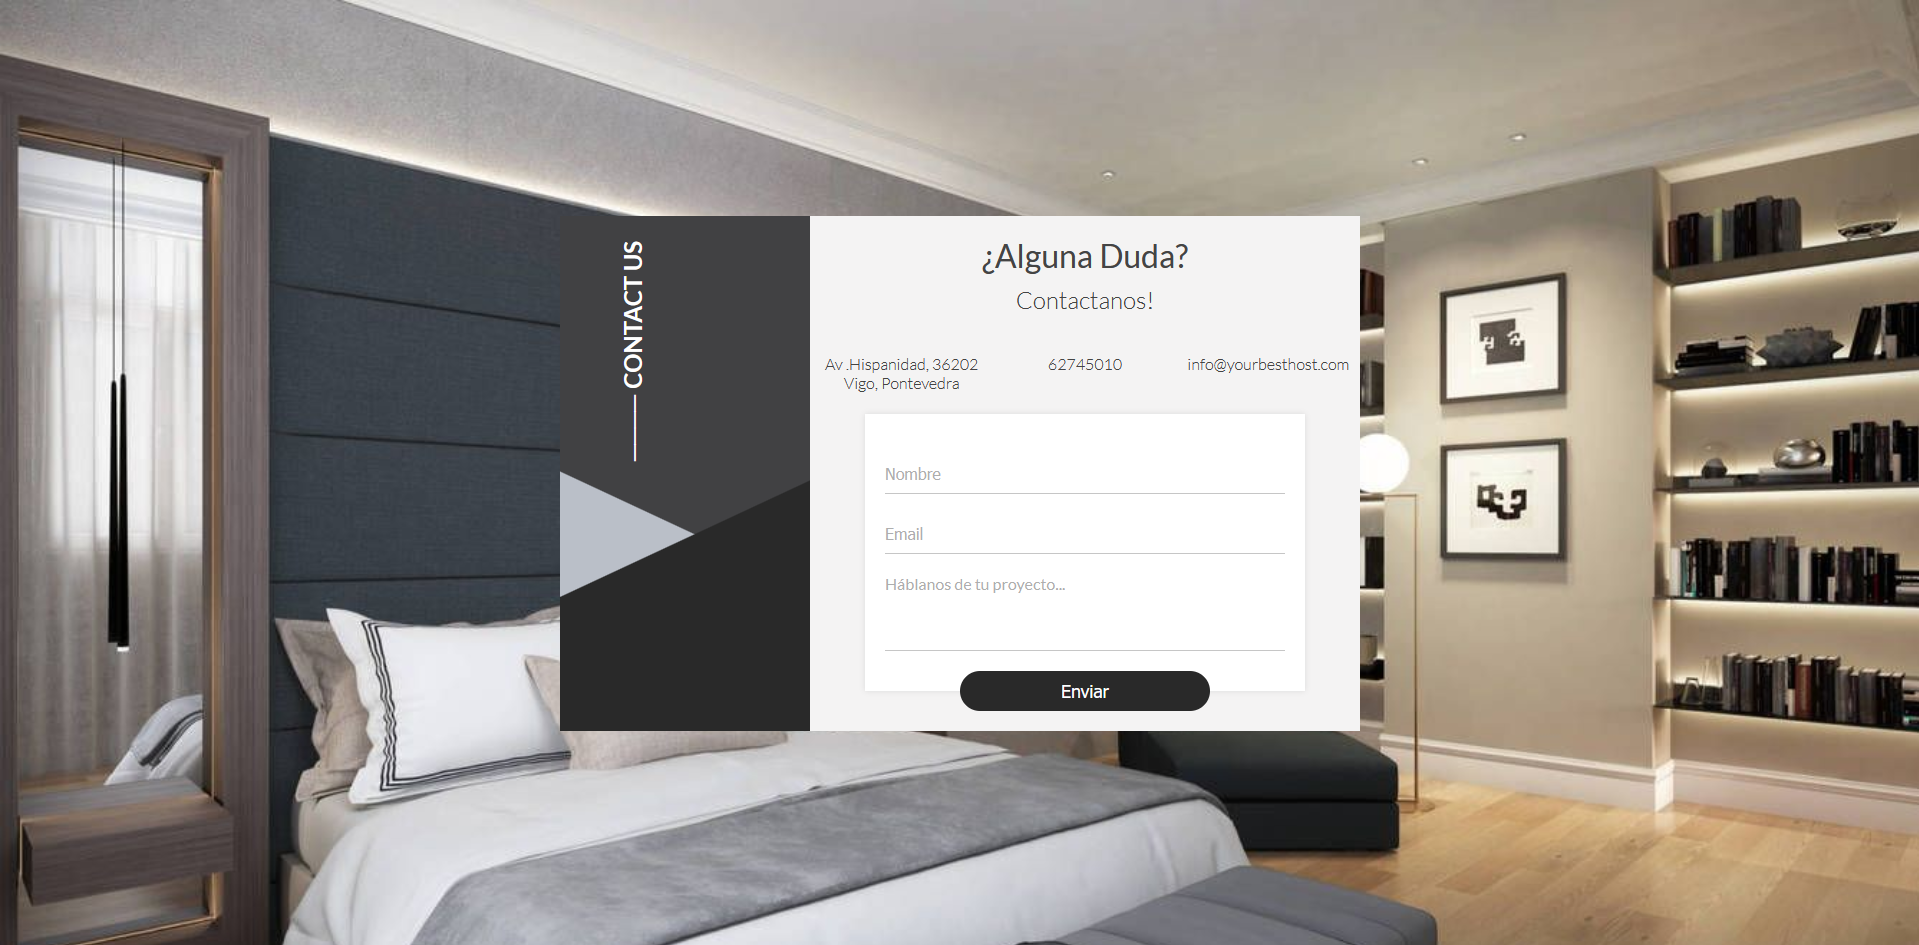 CONTACT US
¿Alguna Duda?
Contactanos!
Av .Hispanidad, 36202
Vigo, Pontevedra
62745010
info@yourbesthost.com
Nombre
Email
Háblanos de tu proyecto...
Enviar